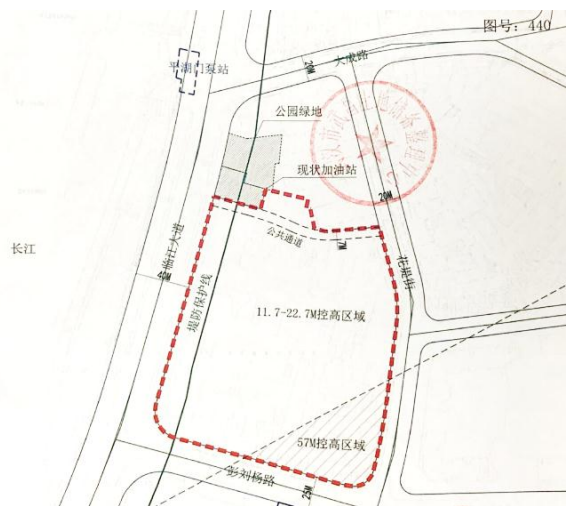 图号：440
大成路
20M
平湖门泵站
公园绿地
现状加油站
20M
公共通道
7M
花堤街
长江
临江大道
堤防保护线
11.7-22.7M控高区域
57M控高区域
彭刘杨路
25M